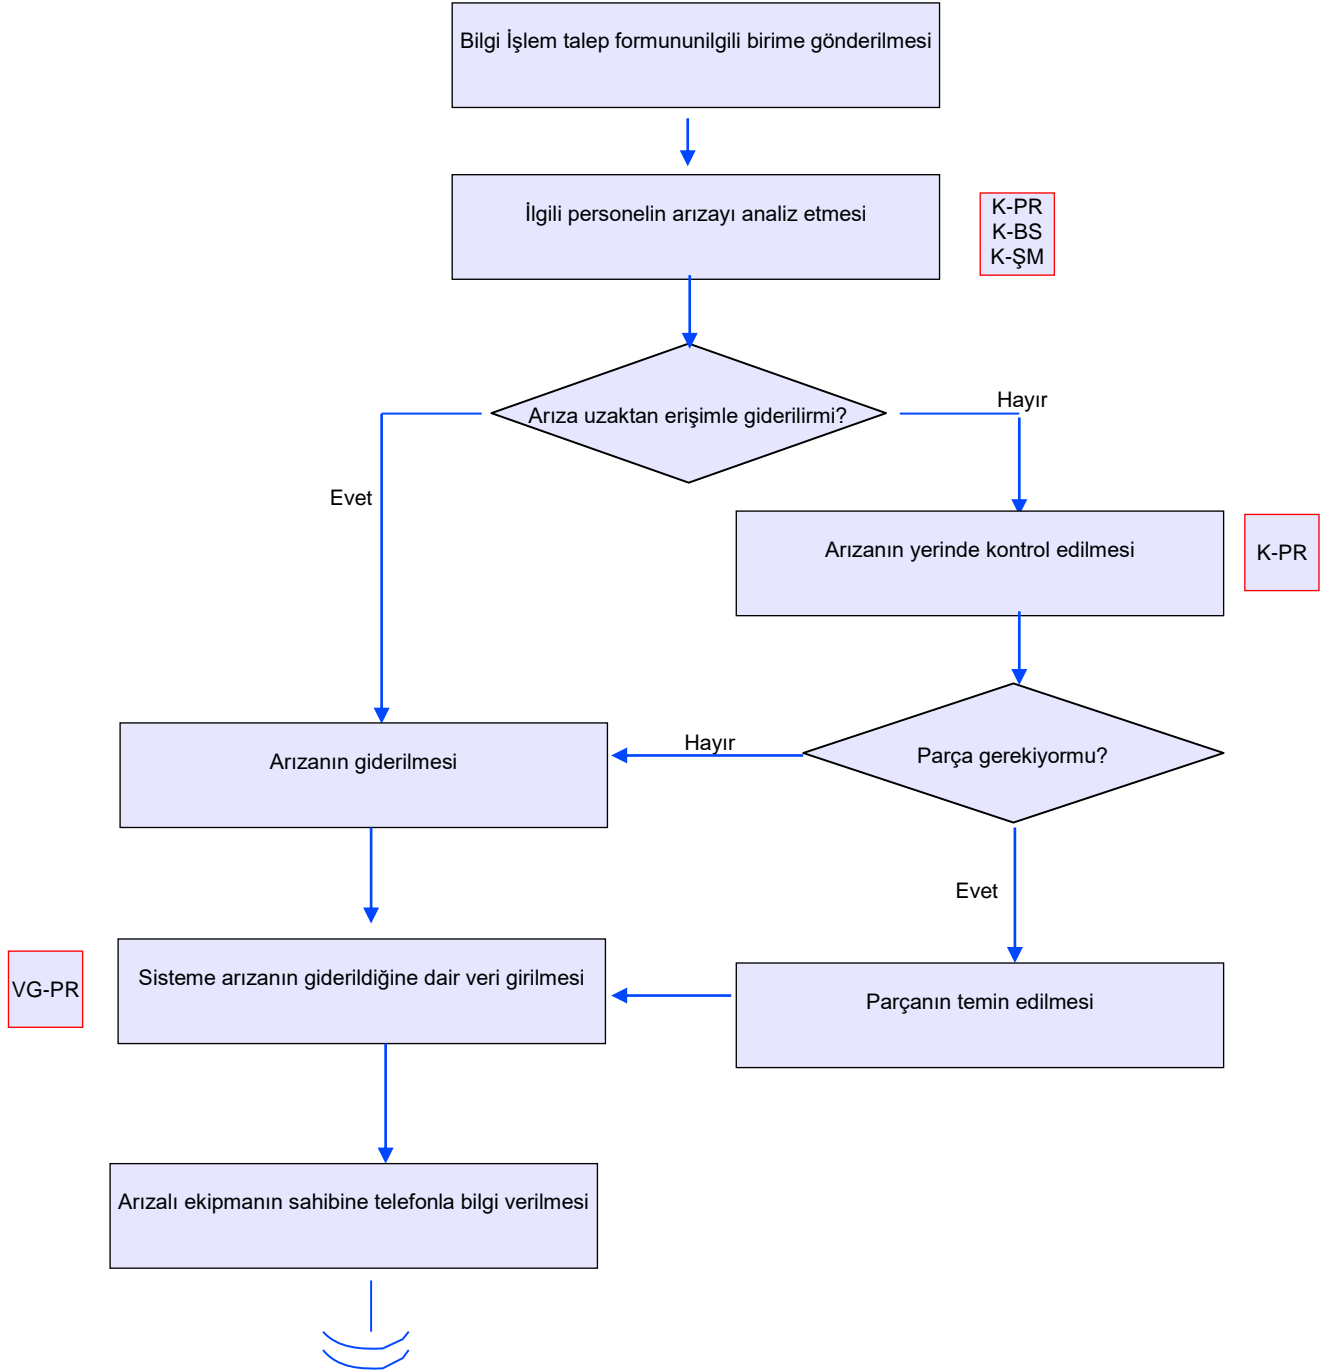 Bilgi İşlem talep formununilgili birime gönderilmesi
İlgili personelin arızayı analiz etmesi
K-PR
K-BS
K-ŞM
Arıza uzaktan erişimle giderilirmi?
Hayır
Evet
Arızanın yerinde kontrol edilmesi
K-PR
Arızanın giderilmesi
Hayır
Parça gerekiyormu?
Evet
VG-PR
Sisteme arızanın giderildiğine dair veri girilmesi
Parçanın temin edilmesi
Arızalı ekipmanın sahibine telefonla bilgi verilmesi